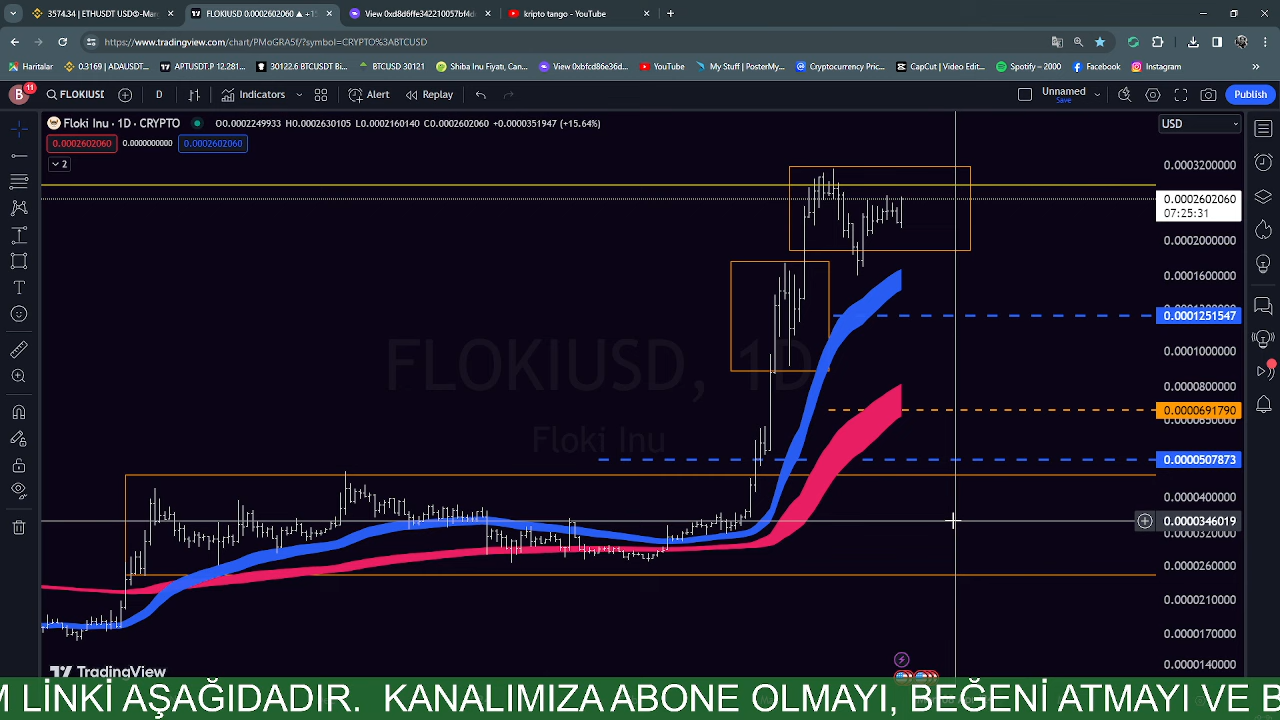 3574.34 | ETHUSDT USD©-Mar
FLOKIUSD 0.0002602060 ▲ +1
View 0xd8d6ffe342210057bf4d
kripto tango - YouTube
https://www.tradingview.com/chart/PMoGRASf/?symbol=CRYPTO%3ABTCUSD
Haritalar
0.3169 | ADAUSDT...
APTUSDT.P 12.281...
30122.6 BTCUSDT Bi...
BTCUSD 30121
Shiba Inu Fiyatı, Can...
View 0xbfcd86e36d...
YouTube
My Stuff | PosterMy...
Cryptocurrency Pric...
CapCut | Video Edit...
Spotify – 2000
Facebook
Instagram
B 11
FLOKIUSD
D
Indicators
Alert
Replay
Unnamed
Save
Publish
Floki Inu · 1D · CRYPTO
O0.0002249933 H0.0002630105 L0.0002160140 C0.0002602060 +0.0000351947 (+15.64%)
0.0002602060
0.0000000000
0.0002602060
2
USD
FLOKIUSD, 1D
Floki Inu
0.0003200000
0.0002602060
07:25:31
0.0002000000
0.0001600000
0.0001251547
0.0001000000
0.0000800000
0.0000691790
0.0000507873
0.0000400000
0.0000346019
0.0000320000
0.0000260000
0.0000210000
0.0000170000
0.0000140000
TradingView
M LİNKİ AŞAĞIDADIR. KANALIMIZA ABONE OLMAYI, BEĞENİ ATMAYI VE B